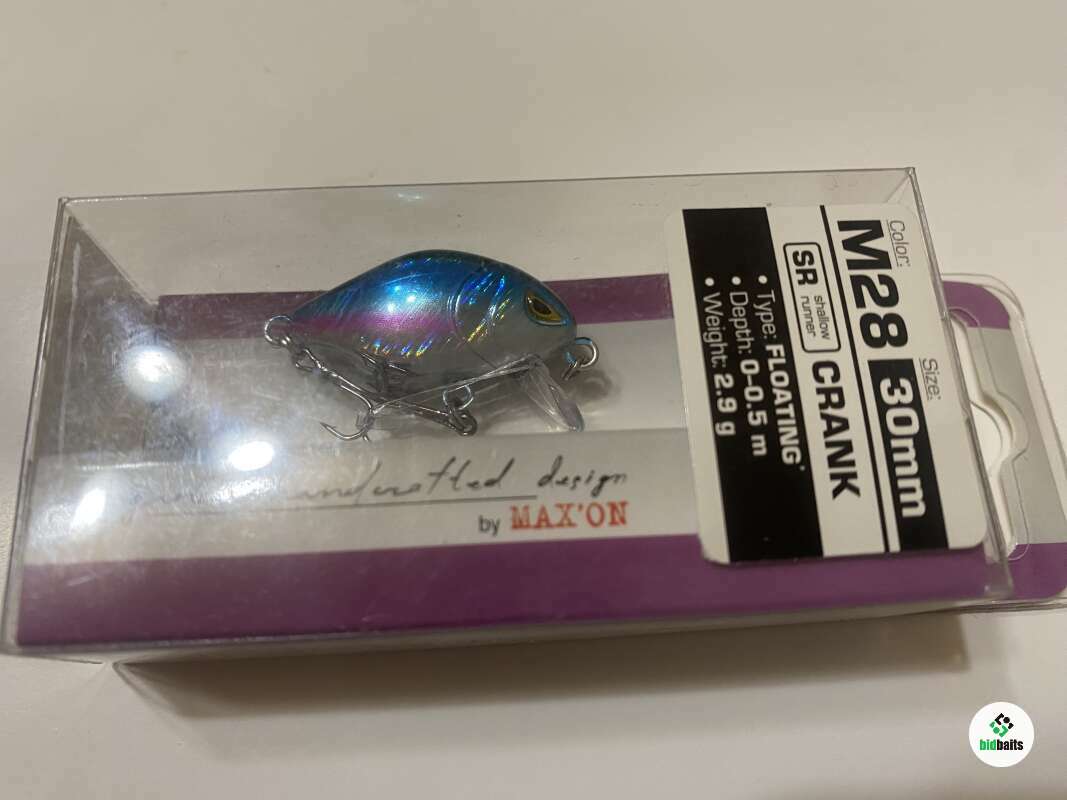 Color:
M28
Size:
30mm
SR shallow runner
CRANK
• Type: FLOATING
• Depth: 0-0.5 m
• Weight: 2.9 g
design
by MAX'ON
bidbaits